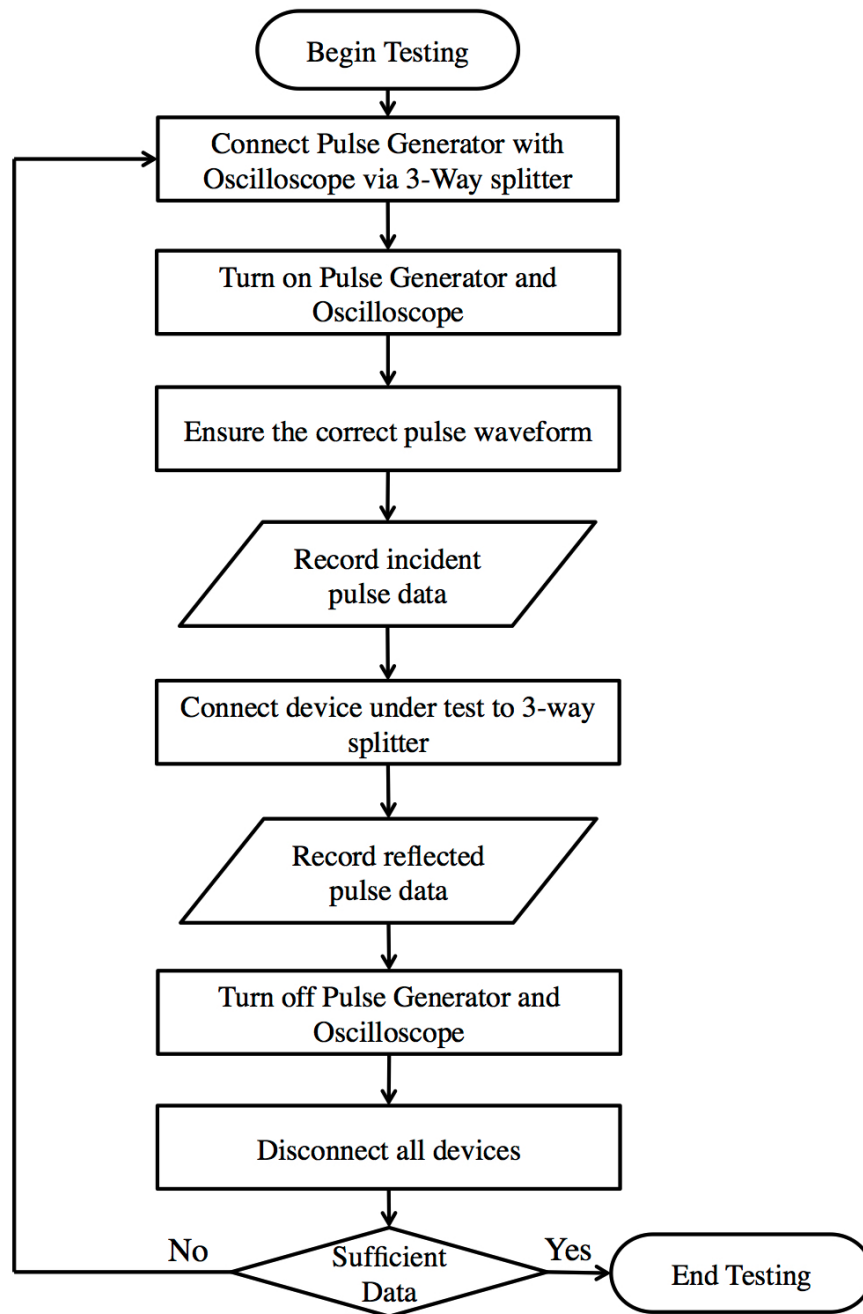 Begin Testing
Connect Pulse Generator with
Oscilloscope via 3-Way splitter
Turn on Pulse Generator and
Oscilloscope
Ensure the correct pulse waveform
Record incident
pulse data
Connect device under test to 3-way
splitter
Record reflected
pulse data
Turn off Pulse Generator and
Oscilloscope
Disconnect all devices
No
Sufficient
Data
Yes
End Testing